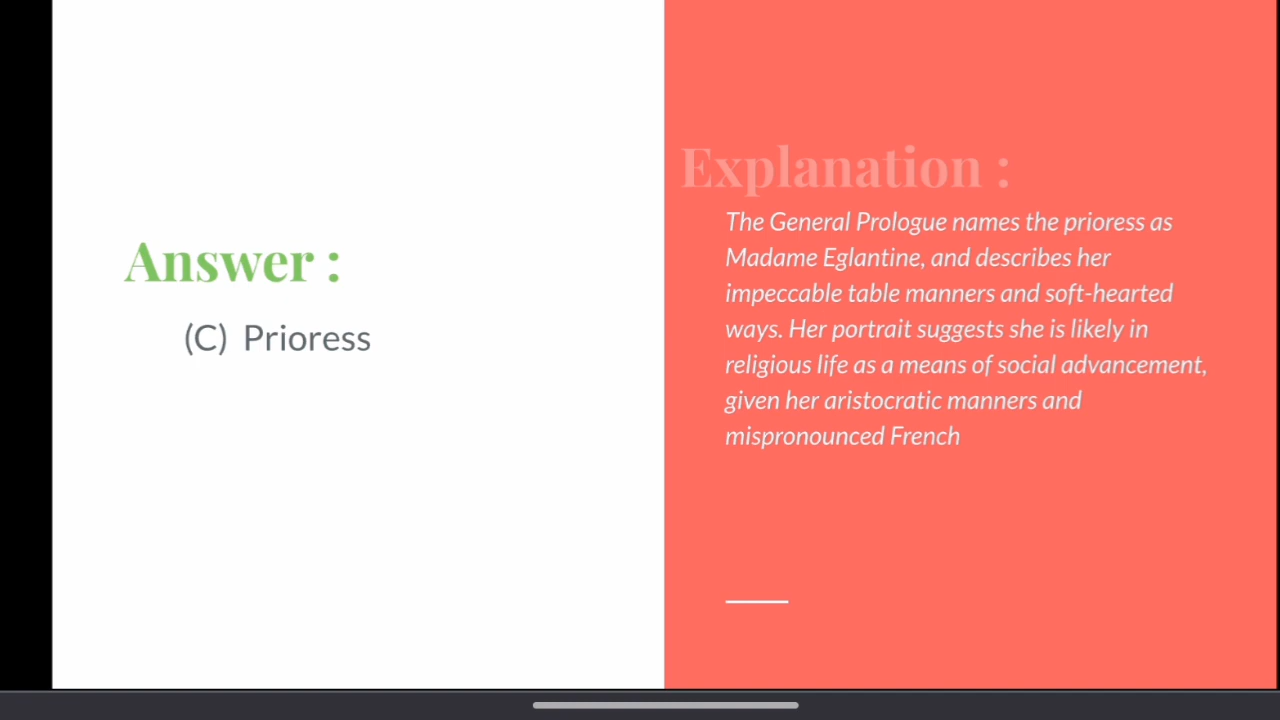 Answer :
(C) Prioress
Explanation :
The General Prologue names the prioress as
Madame Eglantine, and describes her
impeccable table manners and soft-hearted
ways. Her portrait suggests she is likely in
religious life as a means of social advancement,
given her aristocratic manners and
mispronounced French